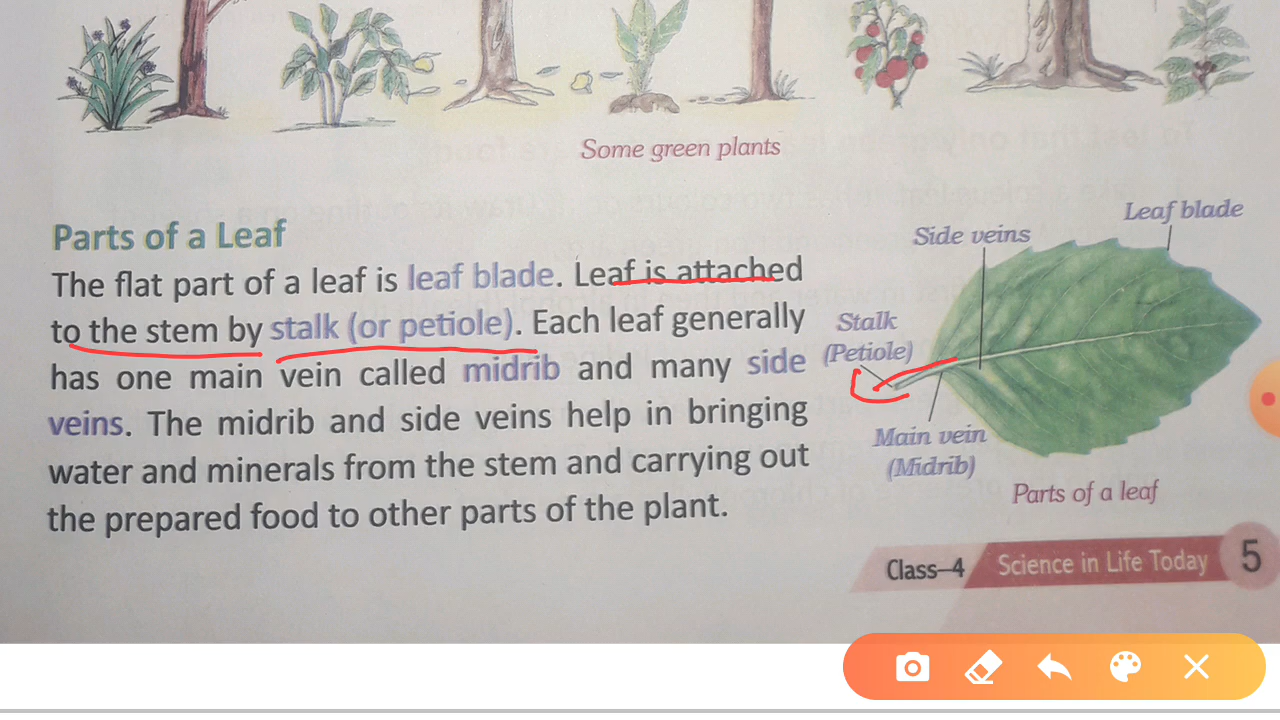 Some green plants
Parts of a Leaf
The flat part of a leaf is leaf blade. Leaf is attached
to the stem by stalk (or petiole). Each leaf generally
has one main vein called midrib and many side
veins. The midrib and side veins help in bringing
water and minerals from the stem and carrying out
the prepared food to other parts of the plant.
Leaf blade
Side veins
Stalk
(Petiole)
Main vein
(Midrib)
Parts of a leaf
Class–4
Science in Life Today
5